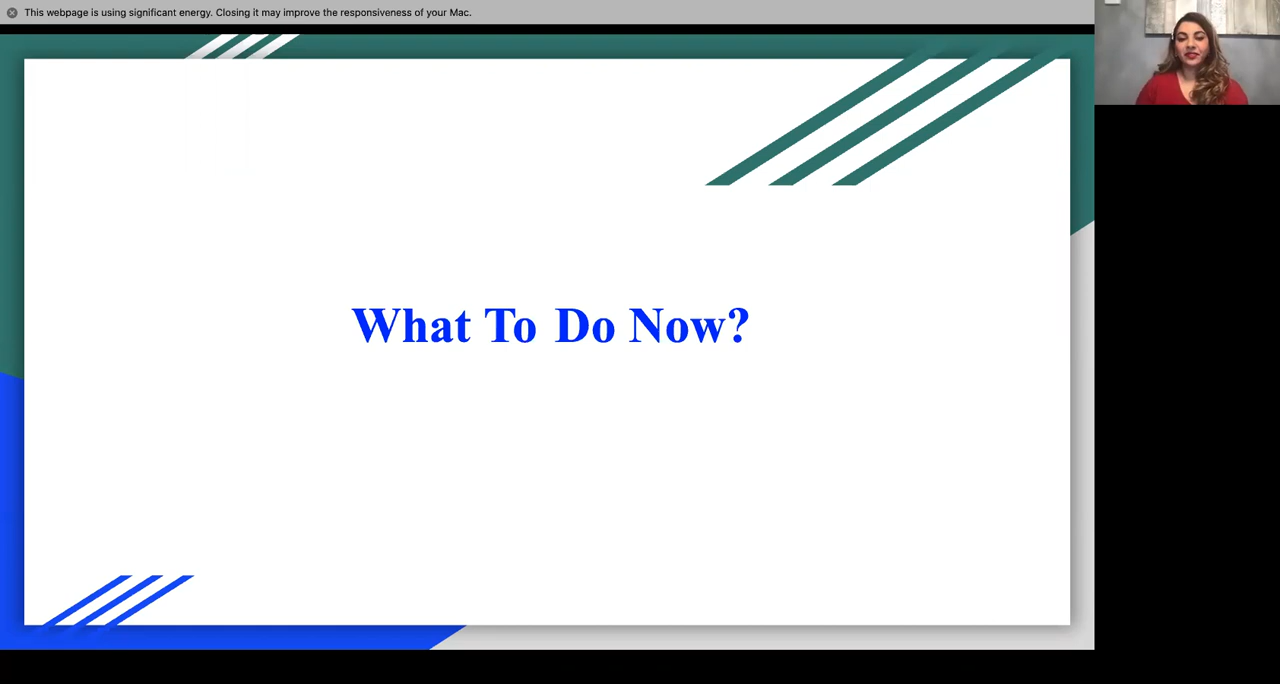 This webpage is using significant energy. Closing it may improve the responsiveness of your Mac.
What To Do Now?